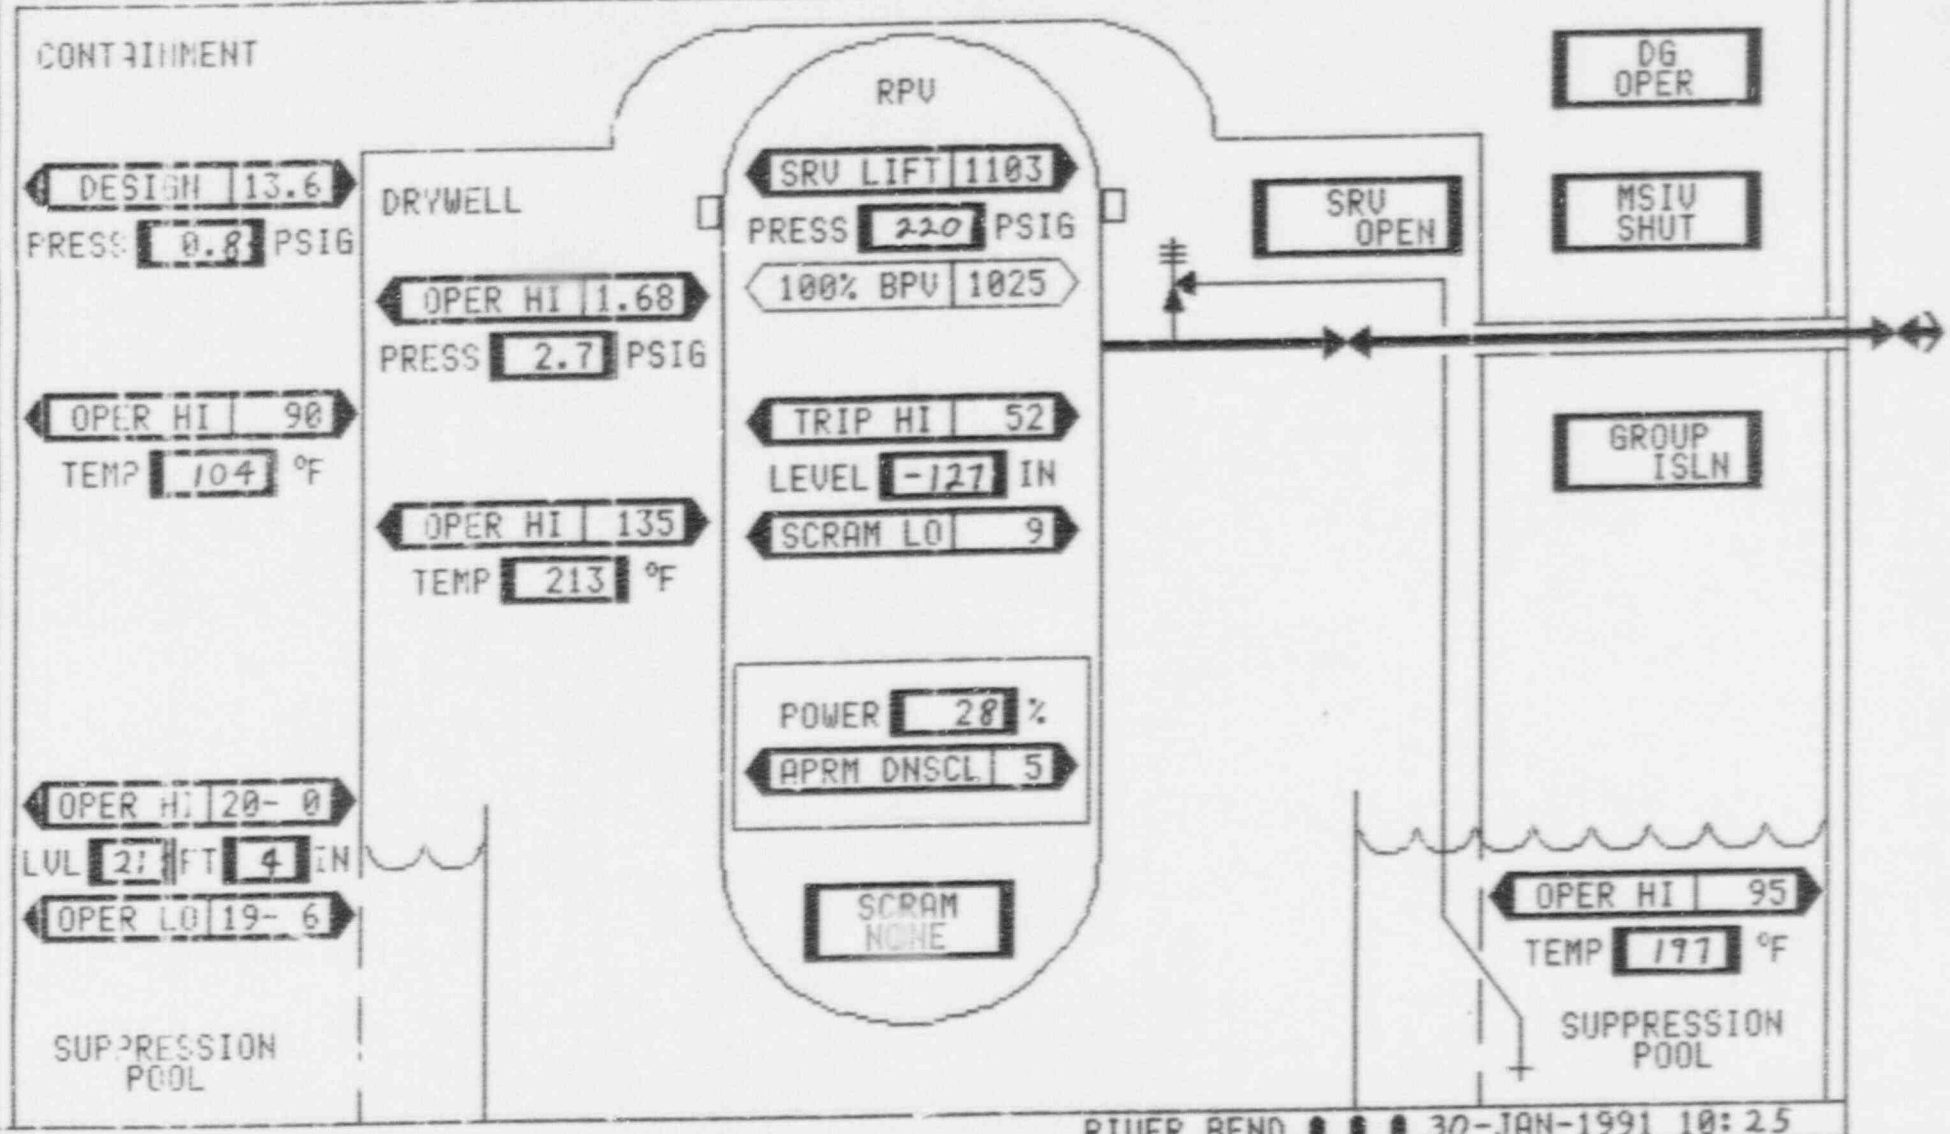 CONTAINMENT
DESIGN 13.6
PRESS 0.8 PSIG
OPER HI 90
TEMP 104 °F
OPER HI 20- 0
LVL 21 FT 4 IN
OPER LO 19- 6
SUPPRESSION
POOL
DRYWELL
OPER HI 1.68
PRESS 2.7 PSIG
OPER HI 135
TEMP 213 °F
RPV
SRV LIFT 1103
PRESS 220 PSIG
100% BPV 1025
TRIP HI 52
LEVEL -127 IN
SCRAM LO 9
POWER 28 %
APRM DNSCL 5
SCRAM
NONE
SRV
OPEN
DG
OPER
MSIV
SHUT
GROUP
ISLN
OPER HI 95
TEMP 197 °F
SUPPRESSION
POOL
RIVER BEND 30-JAN-1991 10:25